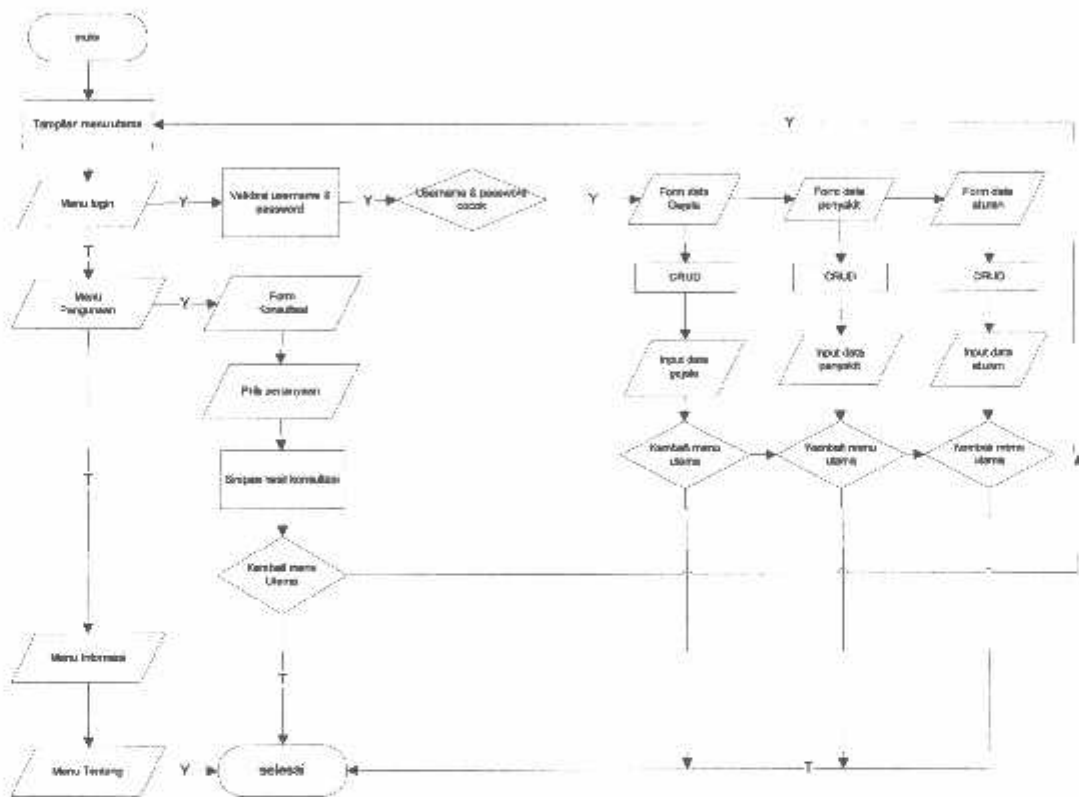 mulai
Tampilan menu utama
Y
Menu login
Y
Validasi username &
password
Y
Username & password
cocok
Y
Form data
Gejala
Form data
penyakit
Form data
aturan
T
CRUD
CRUD
CRUD
Menu
Y
Form
Konsultasi
Input data
gejala
Input data
penyakit
Input data
aturan
Pilih pertanyaan
Kembali menu
utama
Kembali menu
utama
Kembali menu
utama
T
Simpan hasil konsultasi
Kembali menu
Utama
Menu Informasi
T
Menu Tentang
Y
selesai
T